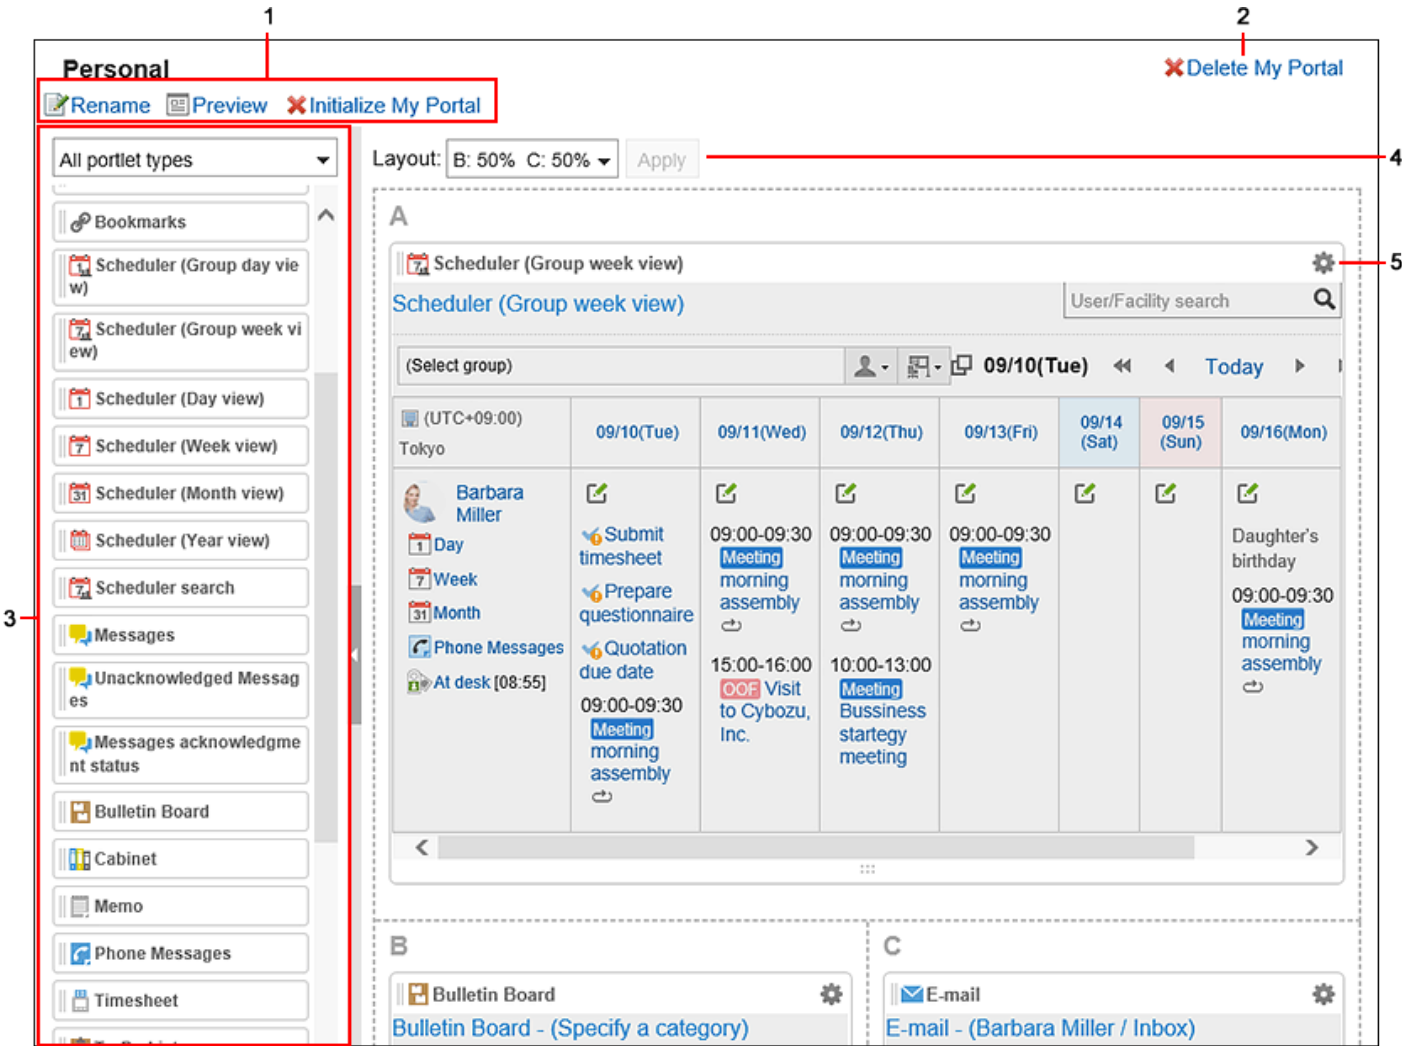 1
2
Personal
Delete My Portal
Rename Preview Initialize My Portal
All portlet types
Layout: B: 50% C: 50% Apply
4
Bookmarks
Scheduler (Group day vie
w)
Scheduler (Group week vi
ew)
Scheduler (Day view)
Scheduler (Week view)
Scheduler (Month view)
Scheduler (Year view)
Scheduler search
3
Messages
Unacknowledged Messag
es
Messages acknowledgme
nt status
Bulletin Board
Cabinet
Memo
Phone Messages
Timesheet
A
Scheduler (Group week view)
5
Scheduler (Group week view)
User/Facility search
(Select group)
09/10(Tue)
Today
(UTC+09:00)
Tokyo
09/10(Tue)
09/11(Wed)
09/12(Thu)
09/13(Fri)
09/14
(Sat)
09/15
(Sun)
09/16(Mon)
Barbara
Miller
1 Day
7 Week
31 Month
Phone Messages
At desk [08:55]
Submit
timesheet
Prepare
questionnaire
Quotation
due date
09:00-09:30
Meeting
morning
assembly
09:00-09:30
Meeting
morning
assembly
15:00-16:00
OOF Visit
to Cybozu,
Inc.
09:00-09:30
Meeting
morning
assembly
10:00-13:00
Meeting
Bussiness
startegy
meeting
09:00-09:30
Meeting
morning
assembly
Daughter's
birthday
09:00-09:30
Meeting
morning
assembly
B
Bulletin Board
Bulletin Board - (Specify a category)
C
E-mail
E-mail - (Barbara Miller / Inbox)